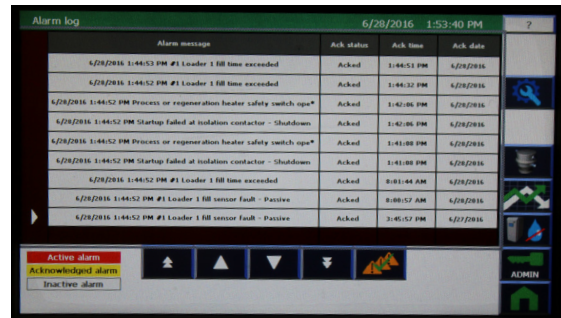 Alarm log 6/28/2016 1:53:40 PM ?
Alarm message Ack status Ack time Ack date
6/28/2016 1:44:53 PM #1 Loader 1 fill time exceeded Acked 1:44:51 PM 6/28/2016
6/28/2016 1:44:52 PM #1 Loader 1 fill time exceeded Acked 1:44:32 PM 6/28/2016
6/28/2016 1:44:52 PM Process or regeneration heater safety switch ope* Acked 1:42:06 PM 6/28/2016
6/28/2016 1:44:52 PM Startup failed at isolation contactor - Shutdown Acked 1:42:06 PM 6/28/2016
6/28/2016 1:44:52 PM Process or regeneration heater safety switch ope* Acked 1:41:08 PM 6/28/2016
6/28/2016 1:44:52 PM Startup failed at isolation contactor - Shutdown Acked 1:41:08 PM 6/28/2016
6/28/2016 1:44:52 PM #1 Loader 1 fill time exceeded Acked 8:01:44 AM 6/28/2016
6/28/2016 1:44:52 PM #1 Loader 1 fill sensor fault - Passive Acked 8:00:57 AM 6/28/2016
6/28/2016 1:44:52 PM #1 Loader 1 fill sensor fault - Passive Acked 3:45:57 PM 6/27/2016
Active alarm
Acknowledged alarm
Inactive alarm
ADMIN